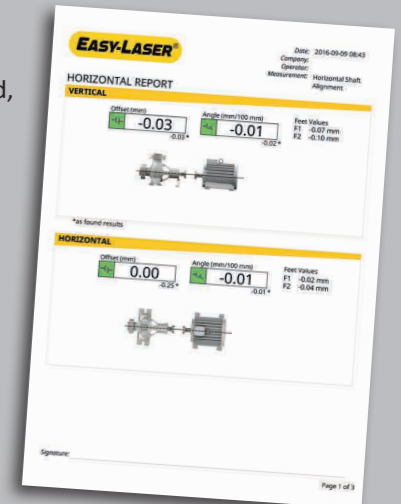 d,
EASY-LASER®
Date: 2016-09-09 08:43
Company:
Operator:
Measurement: Horizontal Shaft
Alignment
HORIZONTAL REPORT
VERTICAL
Offset (mm)
-0.03
-0.03 *
Angle (mm/100 mm)
-0.01
-0.02 *
Feet Values
F1 -0.07 mm
F2 -0.10 mm
*as found results
HORIZONTAL
Offset (mm)
0.00
-0.25 *
Angle (mm/100 mm)
-0.01
-0.01 *
Feet Values
F1 -0.02 mm
F2 -0.04 mm
Signature:
Page 1 of 3